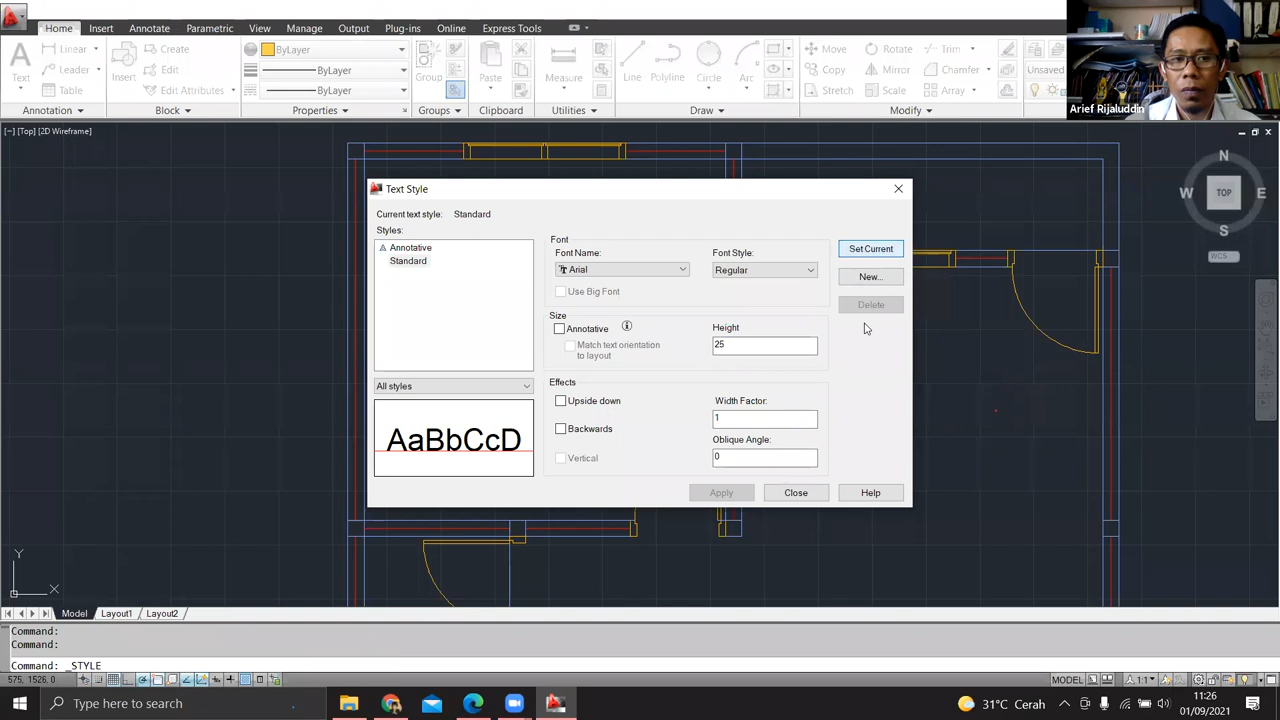 Home Insert Annotate Parametric View Manage Output Plug-ins Online Express Tools
Text Linear Leader Table
Insert Create Edit Edit Attributes
ByLayer
ByLayer
ByLayer
Group Paste Measure
Line Polyline Circle Arc
Move Rotate Trim
Copy Mirror Chamfer
Stretch Scale Array
Unsaved
Annotation Block Properties Groups Clipboard Utilities Draw Modify
Arief Rijaluddin
[−] [Top] [2D Wireframe]
N
W TOP E
S
WCS
Text Style
Current text style: Standard
Styles:
Annotative
Standard
All styles
AaBbCcD
Font
Font Name:
Arial
Font Style:
Regular
Use Big Font
Size
Annotative
Match text orientation
to layout
Height
25
Effects
Upside down
Backwards
Vertical
Width Factor:
1
Oblique Angle:
0
Set Current
New...
Delete
Apply Close Help
Y
X
Model Layout1 Layout2
Command:
Command:
Command: _STYLE
575, 1526. 0
MODEL
1:1
Type here to search
31°C Cerah
11:26
01/09/2021